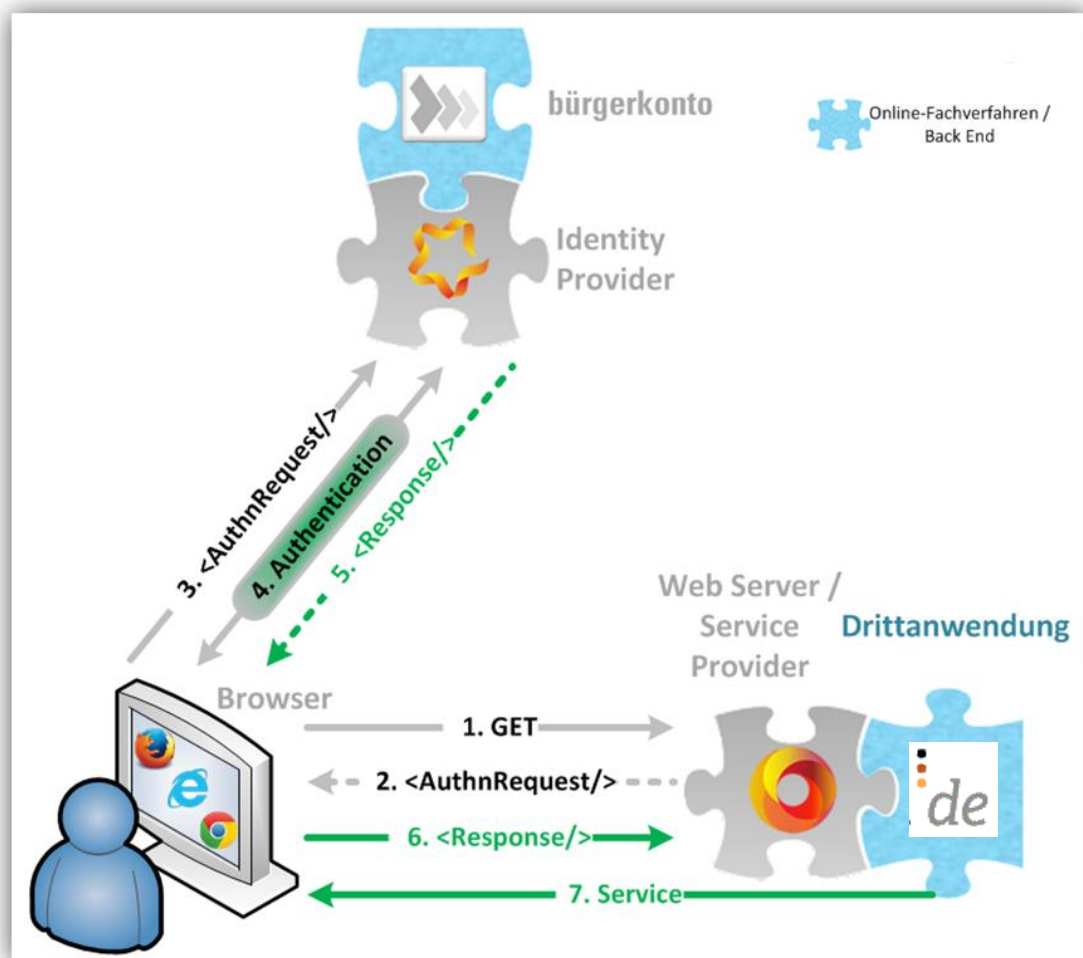 bürgerkonto
Online-Fachverfahren /
Back End
Identity
Provider
3. <AuthnRequest/>
4. Authentication
5. <Response/>
Web Server /
Service
Provider
Drittanwendung
Browser
1. GET
2. <AuthnRequest/>
6. <Response/>
7. Service
de